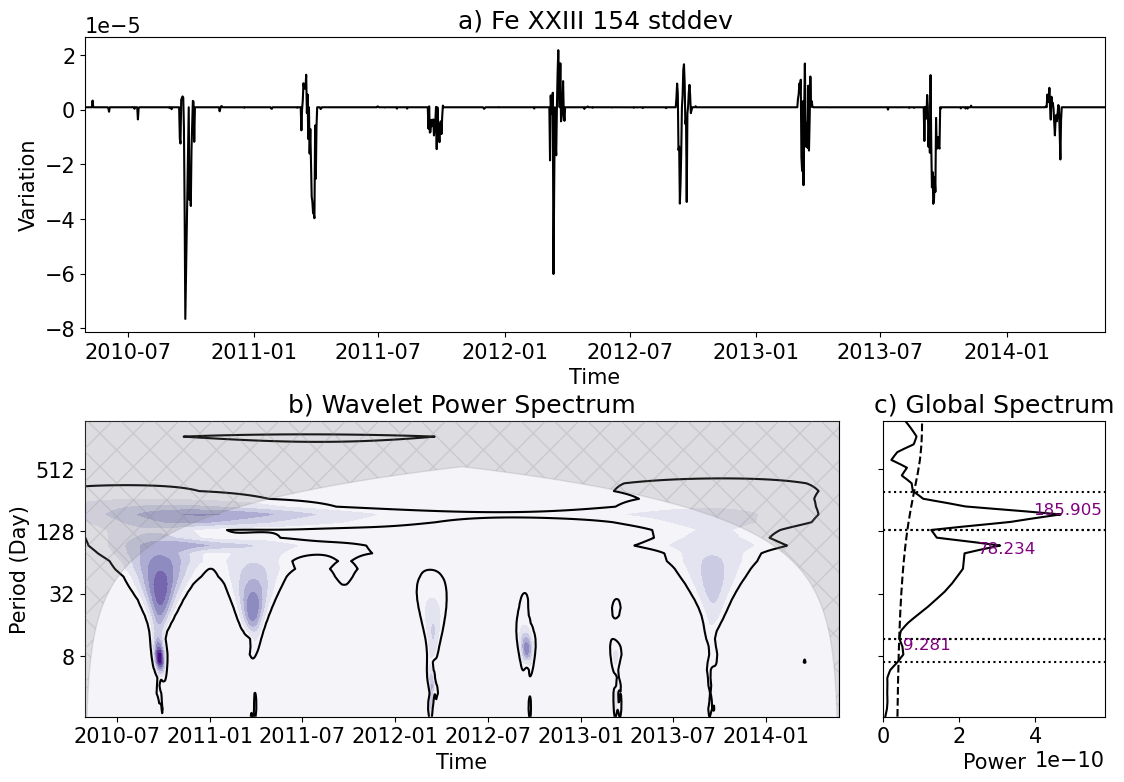 a) Fe XXIII 154 stddev
1e−5
2
0
−2
−4
−6
−8
Variation
2010-07 2011-01 2011-07 2012-01 2012-07 2013-01 2013-07 2014-01
Time
b) Wavelet Power Spectrum
c) Global Spectrum
512
128
32
8
Period (Day)
185.905
78.234
9.281
2010-07 2011-01 2011-07 2012-01 2012-07 2013-01 2013-07 2014-01
Time
0 2 4
Power 1e−10